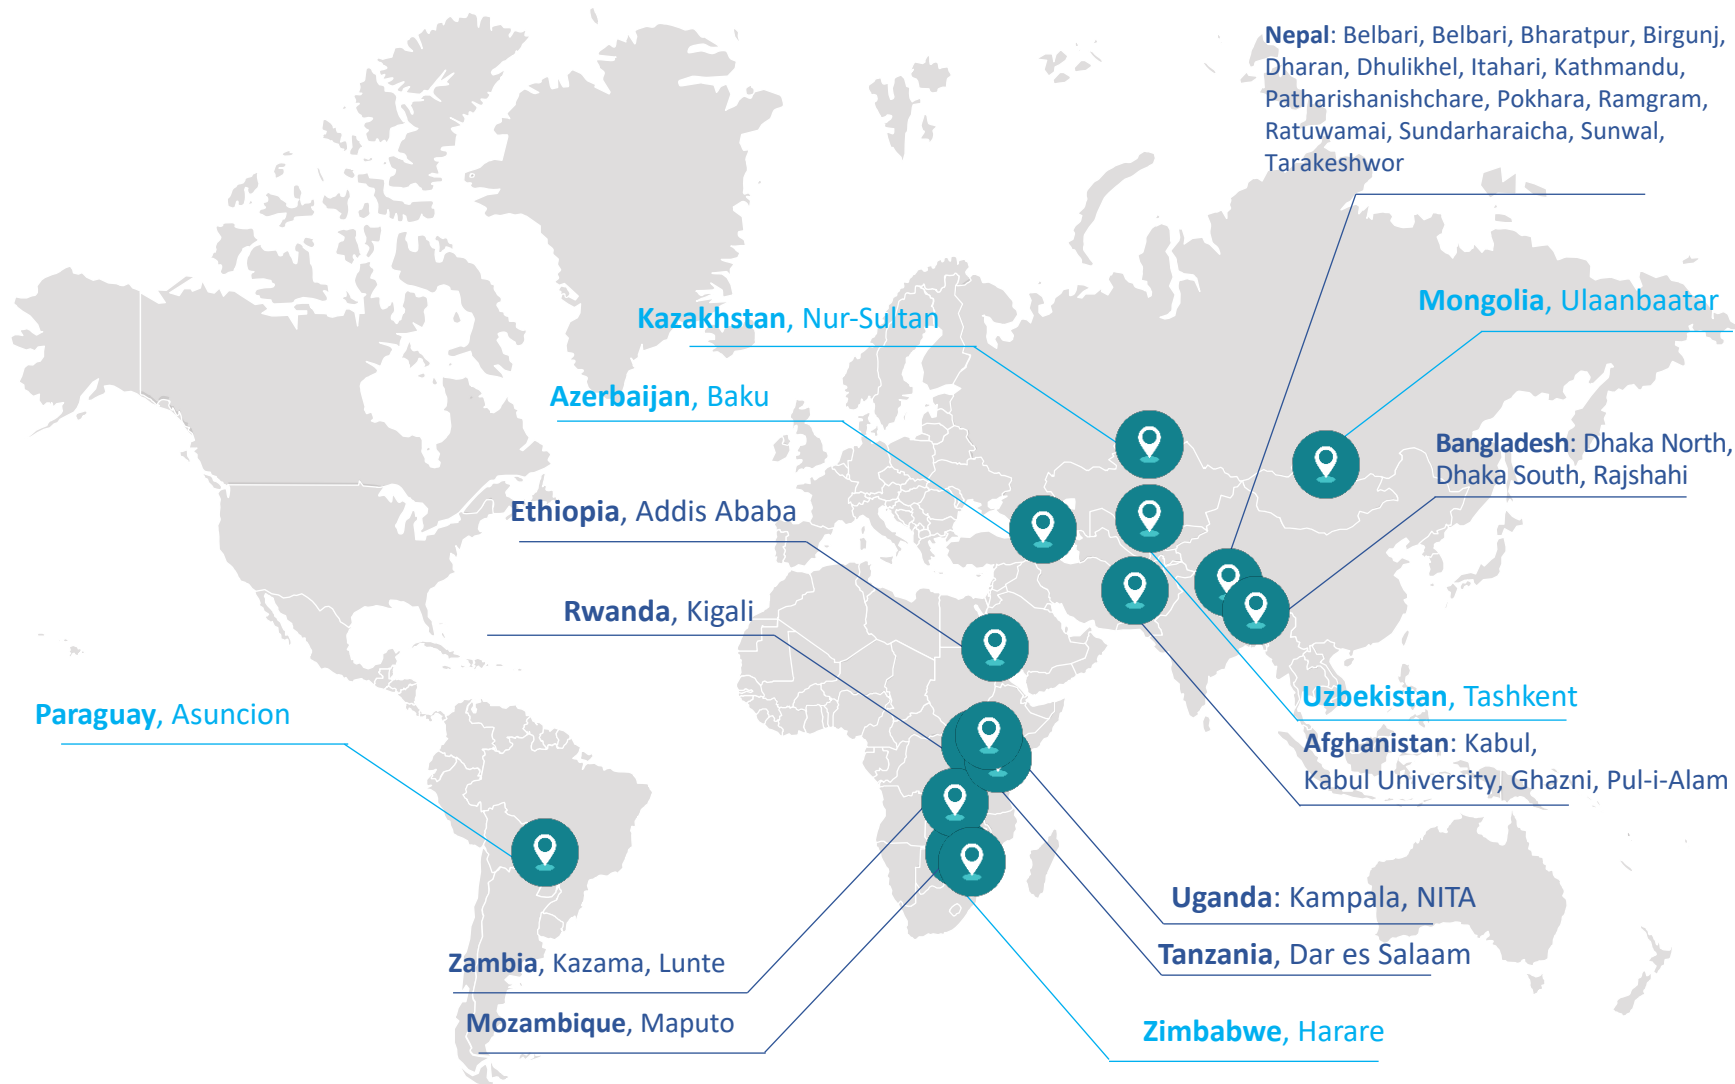 Nepal: Belbari, Belbari, Bharatpur, Birgunj,
Dharan, Dhulikhel, Itahari, Kathmandu,
Patharishanishchare, Pokhara, Ramgram,
Ratuwamai, Sundarharaicha, Sunwal,
Tarakeshwor
Kazakhstan, Nur-Sultan
Mongolia, Ulaanbaatar
Azerbaijan, Baku
Bangladesh: Dhaka North,
Dhaka South, Rajshahi
Ethiopia, Addis Ababa
Rwanda, Kigali
Paraguay, Asuncion
Uzbekistan, Tashkent
Afghanistan: Kabul,
Kabul University, Ghazni, Pul-i-Alam
Uganda: Kampala, NITA
Tanzania, Dar es Salaam
Zambia, Kazama, Lunte
Mozambique, Maputo
Zimbabwe, Harare